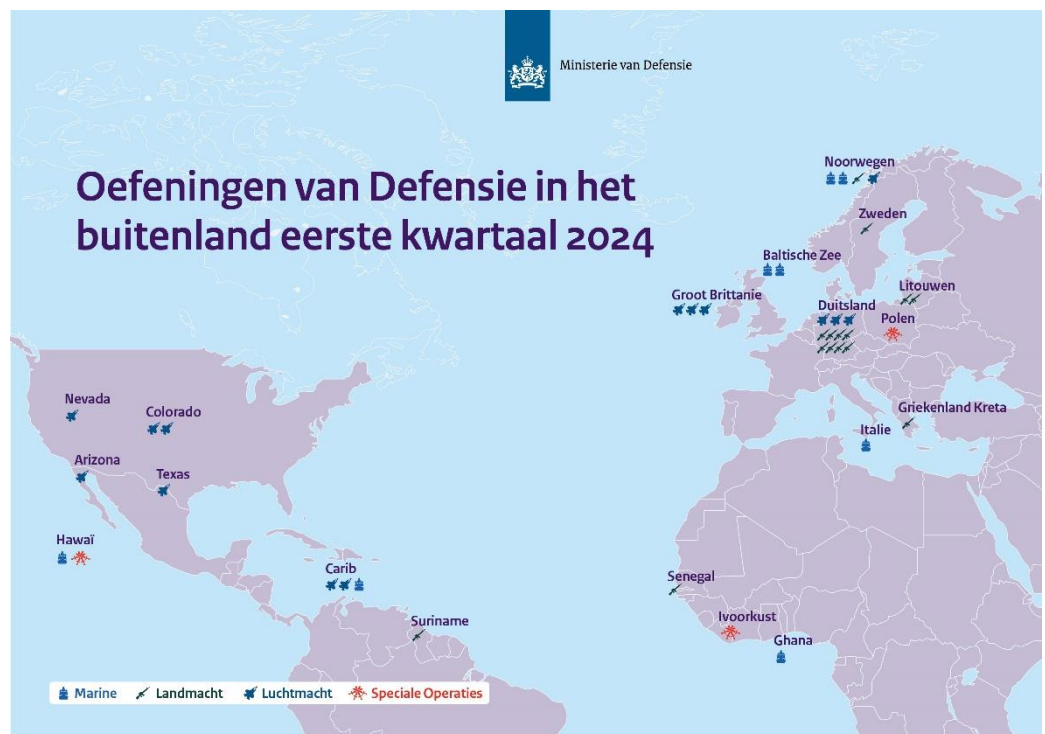 Ministerie van Defensie
Oefeningen van Defensie in het
buitenland eerste kwartaal 2024
Noorwegen
Zweden
Baltische Zee
Groot Brittanie
Duitsland
Litouwen
Polen
Nevada
Colorado
Griekenland Kreta
Italie
Arizona
Texas
Hawaï
Carib
Senegal
Suriname
Ivoorkust
Ghana
Marine Landmacht Luchtmacht Speciale Operaties